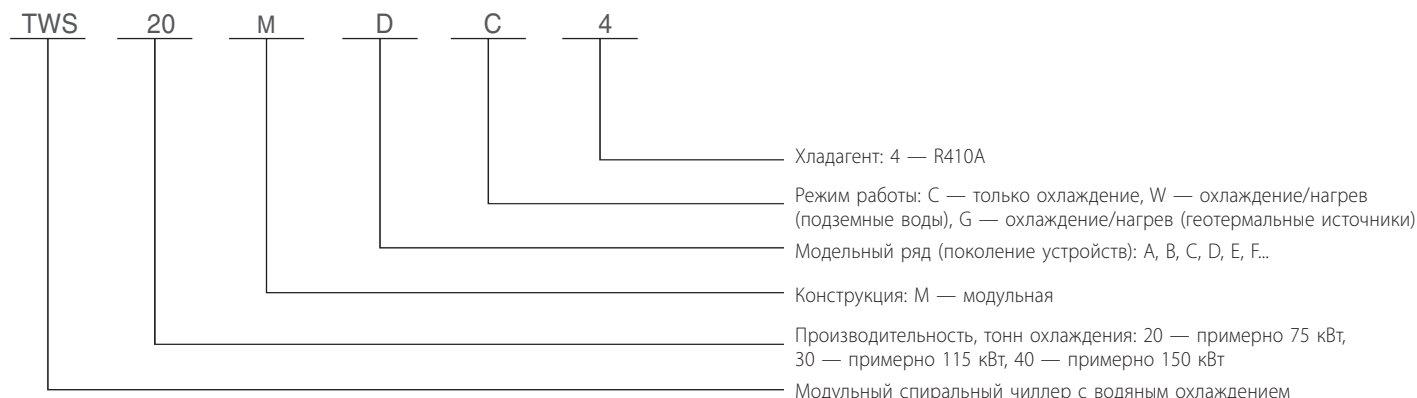 TWS 20 M D C 4
Хладагент: 4 — R410A
Режим работы: C — только охлаждение, W — охлаждение/нагрев
(подземные воды), G — охлаждение/нагрев (геотермальные источники)
Модельный ряд (поколение устройств): A, B, C, D, E, F...
Конструкция: M — модульная
Производительность, тонн охлаждения: 20 — примерно 75 кВт,
30 — примерно 115 кВт, 40 — примерно 150 кВт
Модульный спиральный чиллер с водяным охлаждением